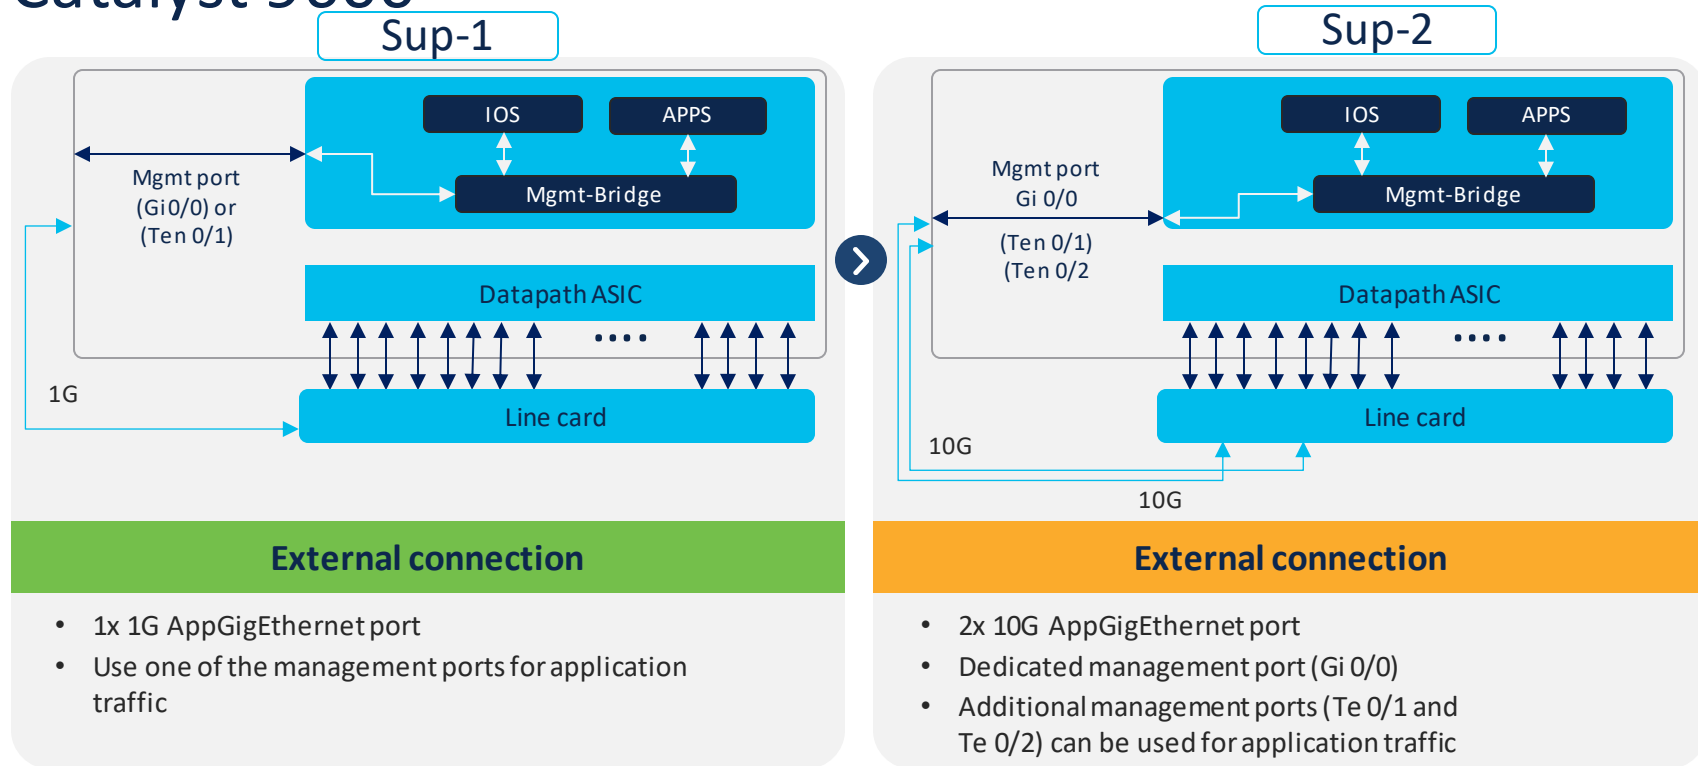 Catalyst 9600
Sup-1
IOS
APPS
Mgmt port
(Gi0/0) or
(Ten 0/1)
Mgmt-Bridge
Datapath ASIC
....
1G
Line card
External connection
• 1x 1G AppGigEthernet port
• Use one of the management ports for application
traffic
Sup-2
IOS
APPS
Mgmt port
Gi 0/0
(Ten 0/1)
(Ten 0/2
Mgmt-Bridge
Datapath ASIC
....
Line card
10G
10G
External connection
• 2x 10G AppGigEthernet port
• Dedicated management port (Gi 0/0)
• Additional management ports (Te 0/1 and
Te 0/2) can be used for application traffic